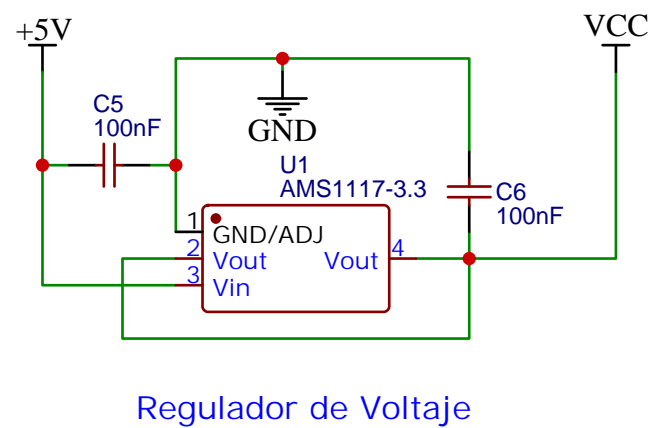 +5V
VCC
C5
100nF
GND
U1
AMS1117-3.3
C6
100nF
1
GND/ADJ
2
Vout
Vout
4
3
Vin
Regulador de Voltaje